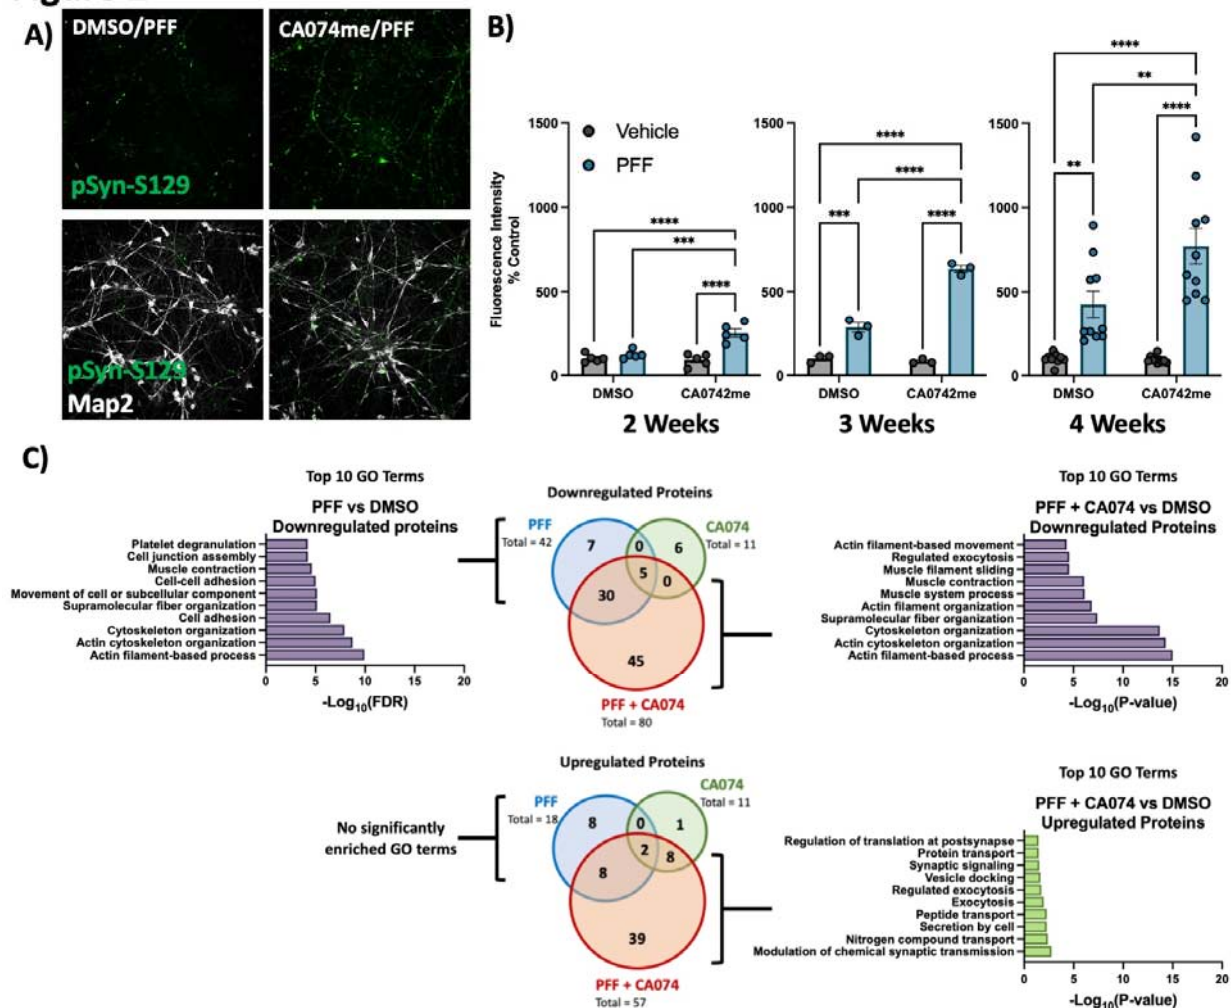 A)
DMSO/PFF
CA074me/PFF
pSyn-S129
pSyn-S129
Map2
B)
Fluorescence Intensity
% Control
1500
1000
500
0
Vehicle
PFF
****
***
****
DMSO
CA0742me
2 Weeks
1500
1000
500
0
****
****
***
****
DMSO
CA0742me
3 Weeks
1500
1000
500
0
****
**
****
**
DMSO
CA0742me
4 Weeks
C)
Top 10 GO Terms
PFF vs DMSO
Downregulated proteins
Platelet degranulation
Cell junction assembly
Muscle contraction
Cell-cell adhesion
Movement of cell or subcellular component
Supramolecular fiber organization
Cell adhesion
Cytoskeleton organization
Actin cytoskeleton organization
Actin filament-based process
0 5 10 15 20
-Log10(FDR)
Downregulated Proteins
PFF
Total = 42
CA074
Total = 11
7
0
6
5
0
30
45
PFF + CA074
Total = 80
Top 10 GO Terms
PFF + CA074 vs DMSO
Downregulated Proteins
Actin filament-based movement
Regulated exocytosis
Muscle filament sliding
Muscle contraction
Muscle system process
Actin filament organization
Supramolecular fiber organization
Cytoskeleton organization
Actin cytoskeleton organization
Actin filament-based process
0 5 10 15 20
-Log10(P-value)
No significantly
enriched GO terms
Upregulated Proteins
PFF
Total = 18
CA074
Total = 11
8
0
1
2
8
8
39
PFF + CA074
Total = 57
Top 10 GO Terms
PFF + CA074 vs DMSO
Upregulated Proteins
Regulation of translation at postsynapse
Protein transport
Synaptic signaling
Vesicle docking
Regulated exocytosis
Exocytosis
Peptide transport
Secretion by cell
Nitrogen compound transport
Modulation of chemical synaptic transmission
0 5 10 15 20
-Log10(P-value)